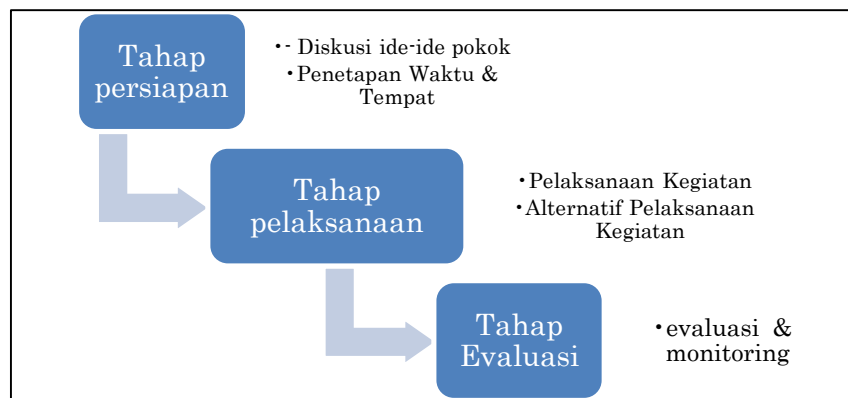 Tahap
persiapan
•- Diskusi ide-ide pokok
•Penetapan Waktu &
Tempat
Tahap
pelaksanaan
•Pelaksanaan Kegiatan
•Alternatif Pelaksanaan
Kegiatan
Tahap
Evaluasi
•evaluasi &
monitoring